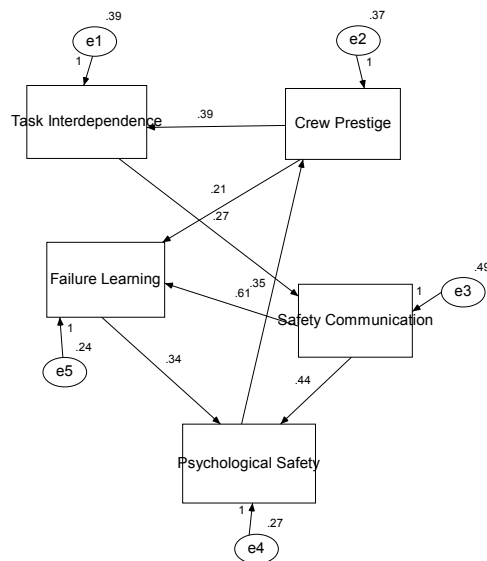 .39
e1
1
.37
e2
1
Task Interdependence
.39
Crew Prestige
.21
.27
Failure Learning
.35
.61
.49
1
e3
Safety Communication
1
.24
e5
.34
.44
Psychological Safety
1
.27
e4